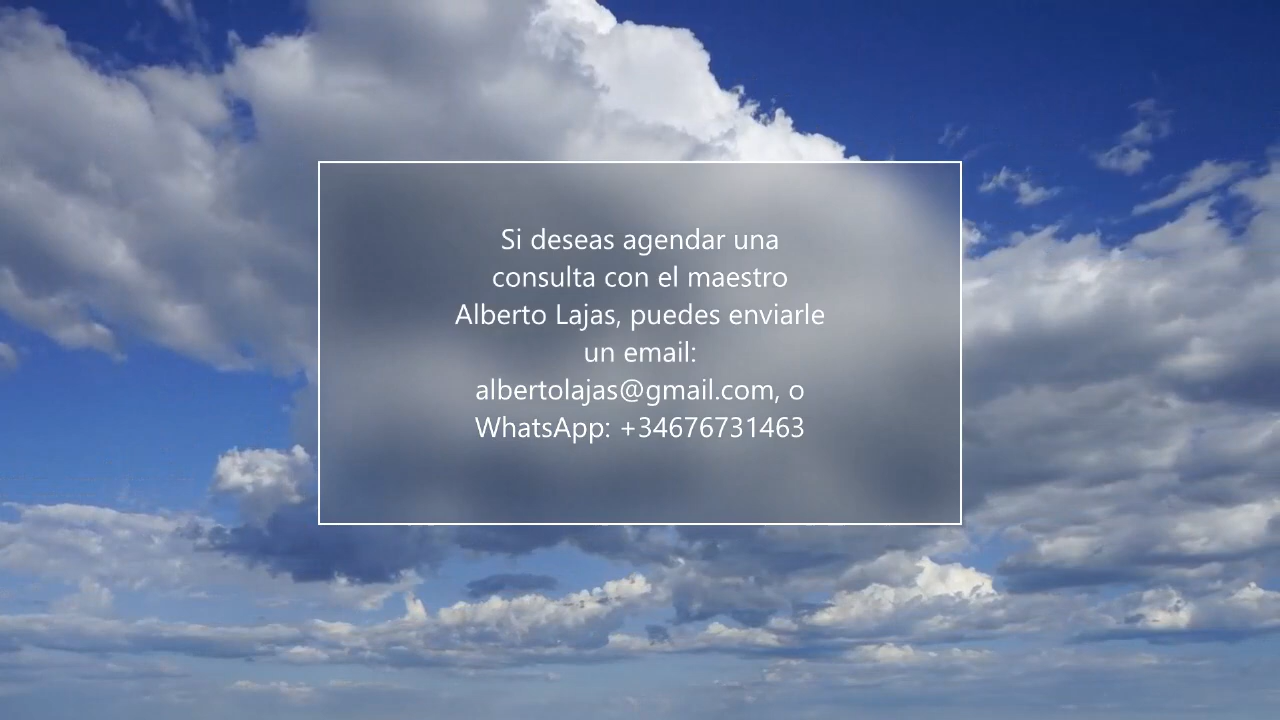 Si deseas agendar una
consulta con el maestro
Alberto Lajas, puedes enviarle
un email:
albertolajas@gmail.com, o
WhatsApp: +34676731463